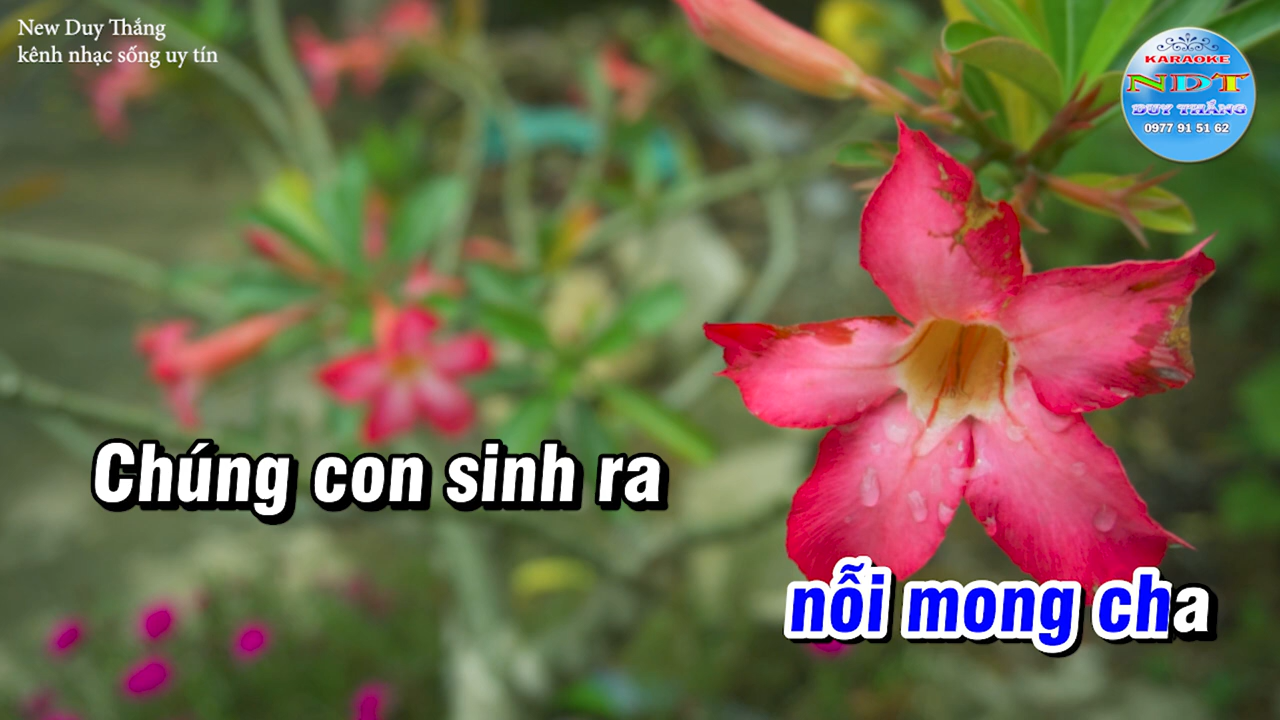 New Duy Thắng
kênh nhạc sống uy tín
KARAOKE
NDT
DUY THẮNG
0977 91 51 62
Chúng con sinh ra
nỗi mong cha